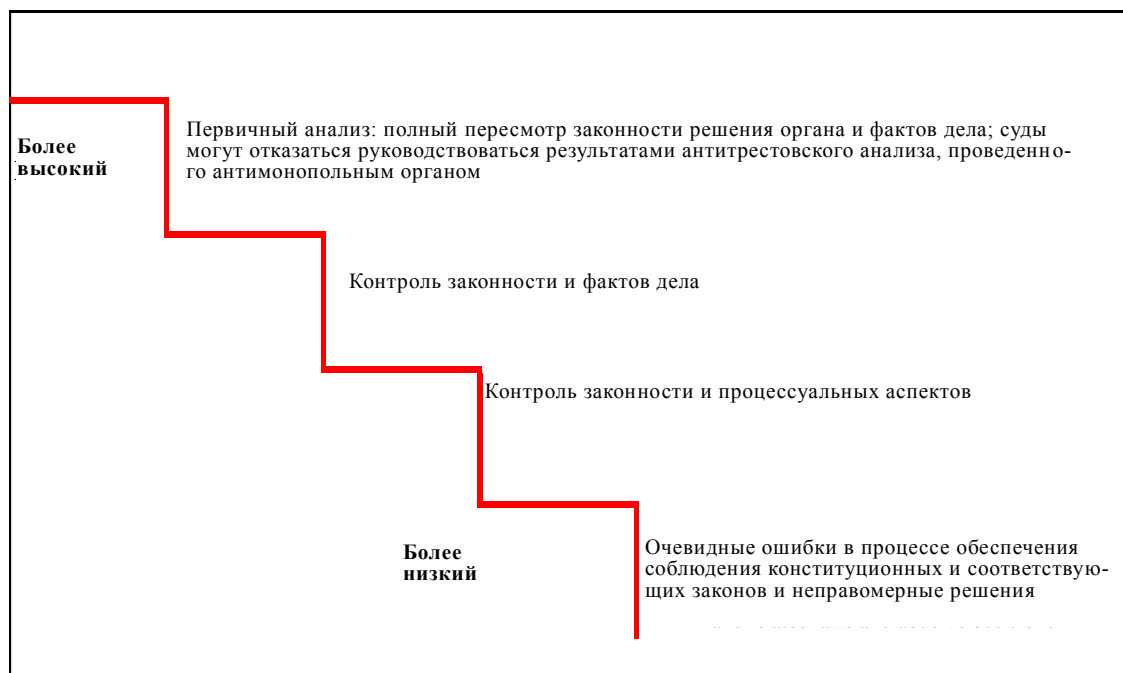 Более
высокий
Первичный анализ: полный пересмотр законности решения органа и фактов дела; суды
могут отказаться руководствоваться результатами антитрестовского анализа, проведенно-
го антимонопольным органом
Контроль законности и фактов дела
Контроль законности и процессуальных аспектов
Более
низкий
Очевидные ошибки в процессе обеспечения
соблюдения конституционных и соответствую-
щих законов и неправомерные решения